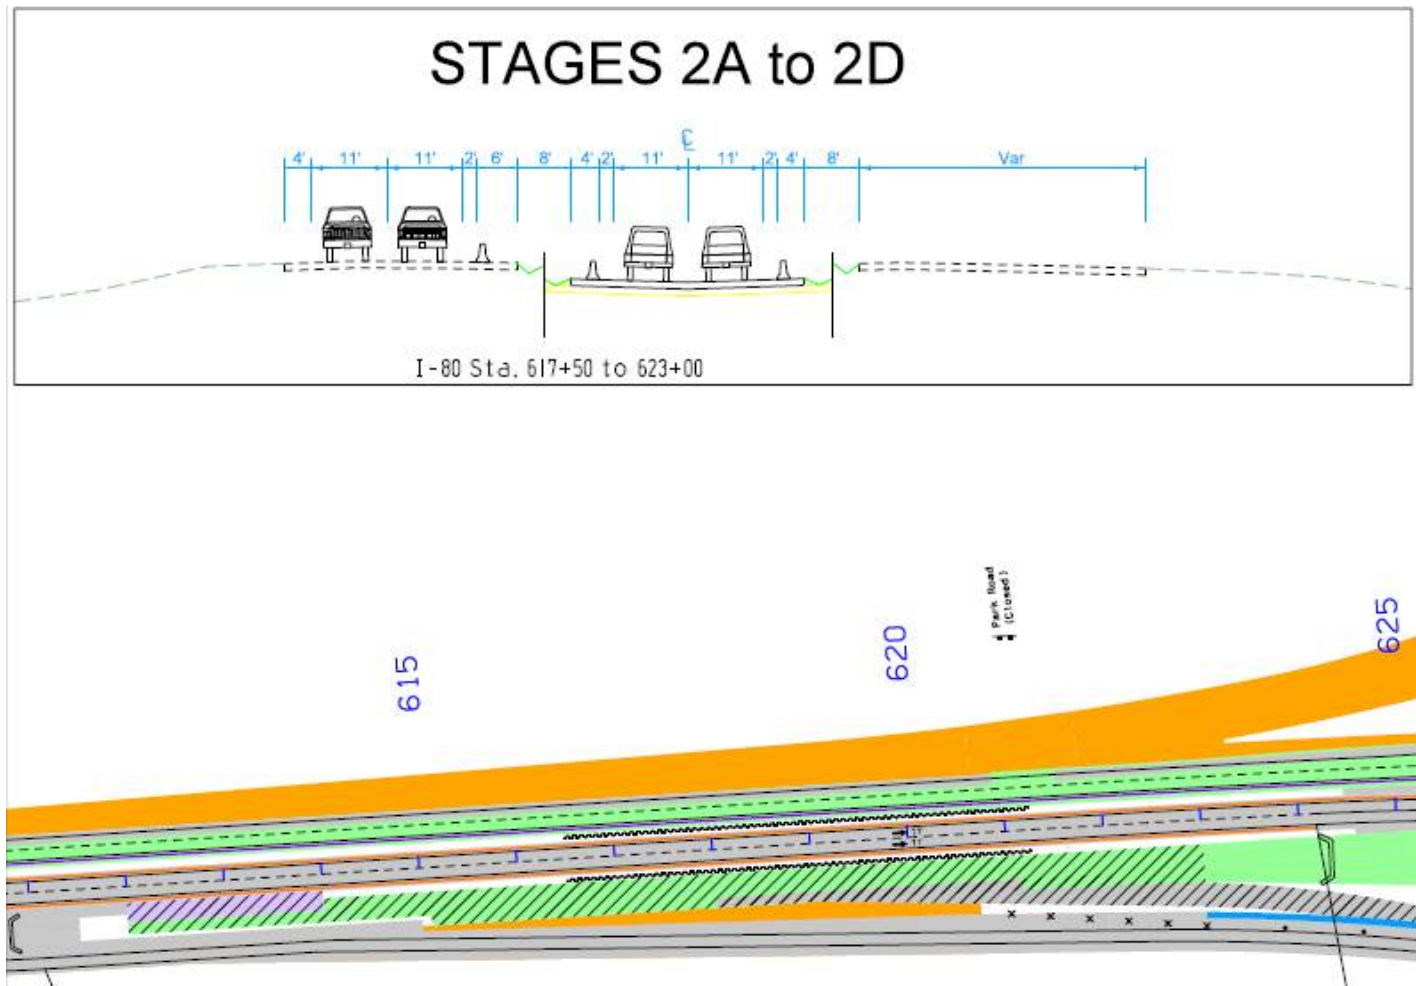 STAGES 2A to 2D
℄
4' 11' 11' 2' 6' 8' 4' 2' 11' 11' 2' 4' 8' Var
I-80 Sta. 617+50 to 623+00
Park Road
(Closed)
615
620
625